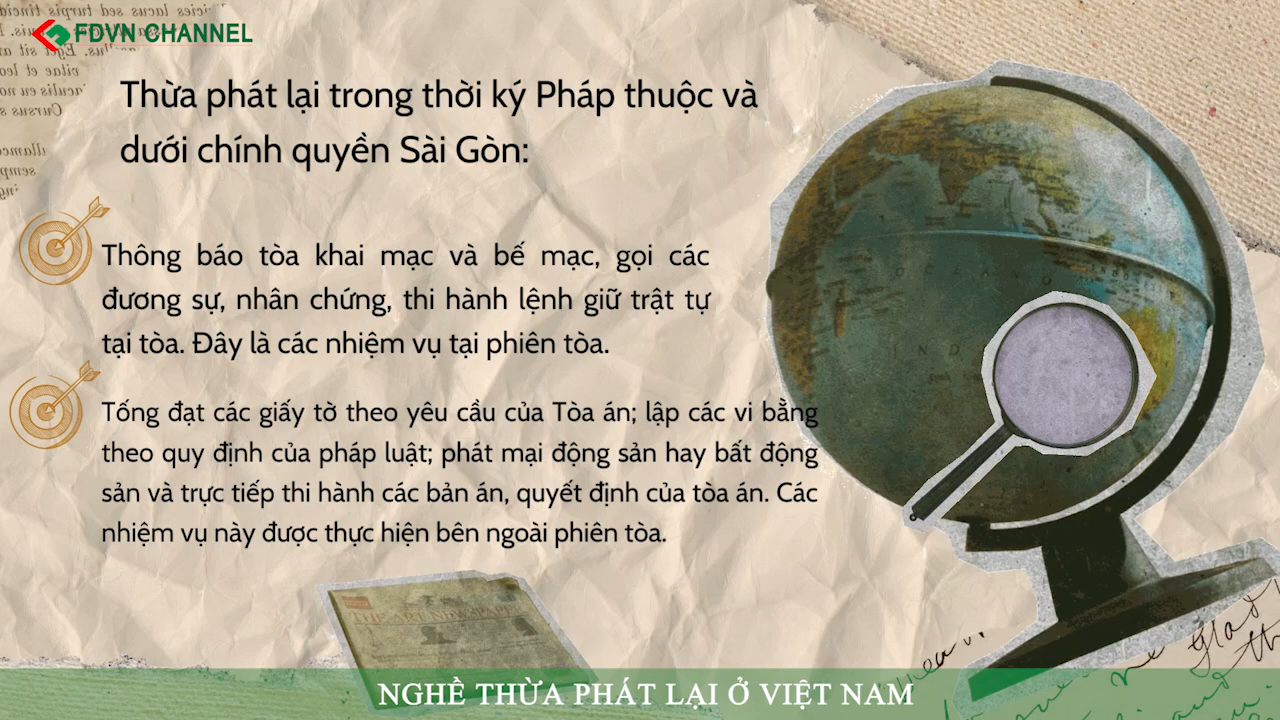 FDVN CHANNEL
Thừa phát lại trong thời kỳ Pháp thuộc và
dưới chính quyền Sài Gòn:
Thông báo tòa khai mạc và bế mạc, gọi các
đương sự, nhân chứng, thi hành lệnh giữ trật tự
tại tòa. Đây là các nhiệm vụ tại phiên tòa.
Tống đạt các giấy tờ theo yêu cầu của Tòa án; lập các vi bằng
theo quy định của pháp luật; phát mại động sản hay bất động
sản và trực tiếp thi hành các bản án, quyết định của tòa án. Các
nhiệm vụ này được thực hiện bên ngoài phiên tòa.
NGHỀ THỪA PHÁT LẠI Ở VIỆT NAM